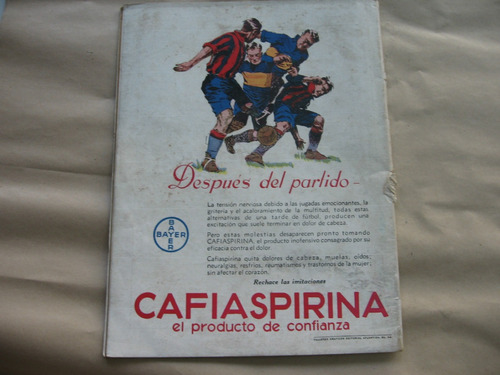 Después del partido -
La tensión nerviosa debido a las jugadas emocionantes, la
gritería y el acaloramiento de la multitud; todas estas
alternativas de una tarde de fútbol, producen una
excitación que suele terminar en dolor de cabeza.
Pero estas molestias desaparecen pronto tomando
CAFIASPIRINA, el producto inofensivo consagrado por su
eficacia contra el dolor.
Cafiaspirina quita dolores de cabeza, muelas, oídos,
neuralgias, resfríos, reumatismos y trastornos de la mujer,
sin afectar el corazón.
BAYER
BAYER
Rechace las imitaciones
CAFIASPIRINA
el producto de confianza